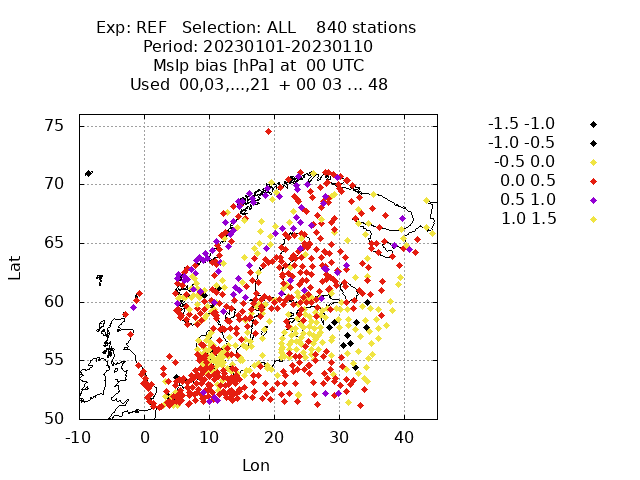 Exp: REF Selection: ALL 840 stations
Period: 20230101-20230110
Mslp bias [hPa] at 00 UTC
Used 00,03,...,21 + 00 03 ... 48
75
70
65
60
55
50
-10 0 10 20 30 40
Lat
Lon
-1.5 -1.0
-1.0 -0.5
-0.5 0.0
0.0 0.5
0.5 1.0
1.0 1.5